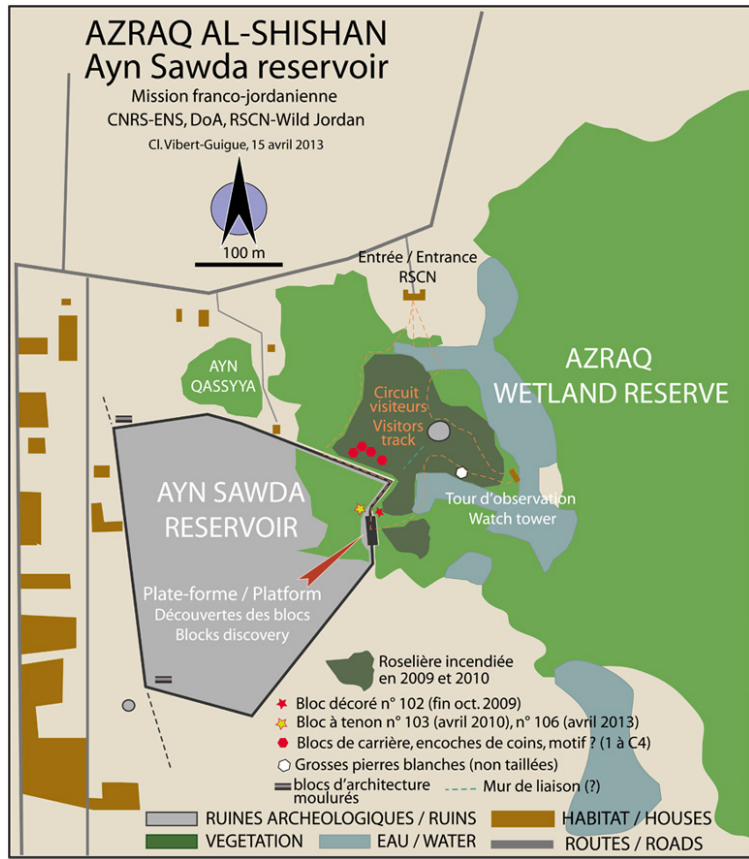 AZRAQ AL-SHISHAN
Ayn Sawda reservoir
Mission franco-jordanienne
CNRS-ENS, DoA, RSCN-Wild Jordan
Cl. Vibert-Guigue, 15 avril 2013
100 m
Entrée / Entrance
RSCN
AYN
QASSYYA
Circuit
visiteurs
Visitors
track
AZRAQ
WETLAND RESERVE
AYN SAWDA
RESERVOIR
Tour d'observation
Watch tower
Plate-forme / Platform
Découvertes des blocs
Blocks discovery
Roselière incendiée
en 2009 et 2010
Bloc décoré n° 102 (fin oct. 2009)
Bloc à tenon n° 103 (avril 2010), n° 106 (avril 2013)
Blocs de carrière, encoches de coins, motif ? (1 à C4)
Grosses pierres blanches (non taillées)
blocs d'architecture
moulurés
Mur de liaison (?)
RUINES ARCHEOLOGIQUES / RUINS
HABITAT / HOUSES
VEGETATION
EAU / WATER
ROUTES / ROADS